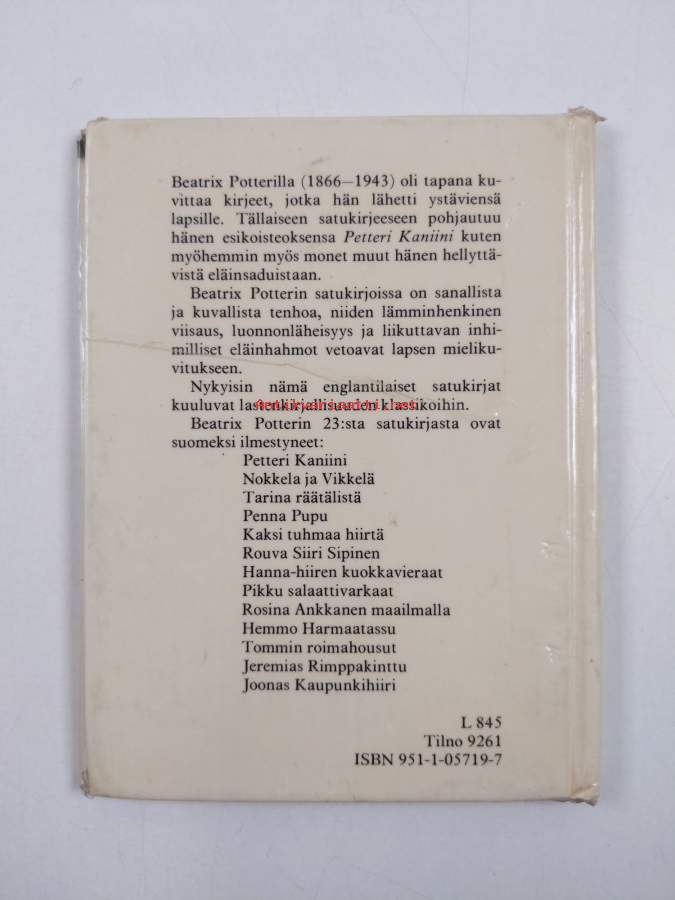 Beatrix Potterilla (1866–1943) oli tapana ku-
vittaa kirjeet, jotka hän lähetti ystäviensä
lapsille. Tällaiseen satukirjeeseen pohjautuu
hänen esikoisteoksensa Petteri Kaniini kuten
myöhemmin myös monet muut hänen hellyttä-
vistä eläinsaduistaan.
Beatrix Potterin satukirjoissa on sanallista
ja kuvallista tenhoa, niiden lämminhenkinen
viisaus, luonnonläheisyys ja liikuttavan inhi-
milliset eläinhahmot vetoavat lapsen mieliku-
vitukseen.
Nykyisin nämä englantilaiset satukirjat
kuuluvat lastenkirjallisuuden klassikoihin.
Beatrix Potterin 23:sta satukirjasta ovat
suomeksi ilmestyneet:
Petteri Kaniini
Nokkela ja Vikkelä
Tarina räätälistä
Penna Pupu
Kaksi tuhmaa hiirtä
Rouva Siiri Sipinen
Hanna-hiiren kuokkavieraat
Pikku salaattivarkaat
Rosina Ankkanen maailmalla
Hemmo Harmaatassu
Tommin roimahousut
Jeremias Rimppakinttu
Joonas Kaupunkihiiri
L 845
Tilno 9261
ISBN 951-1-05719-7